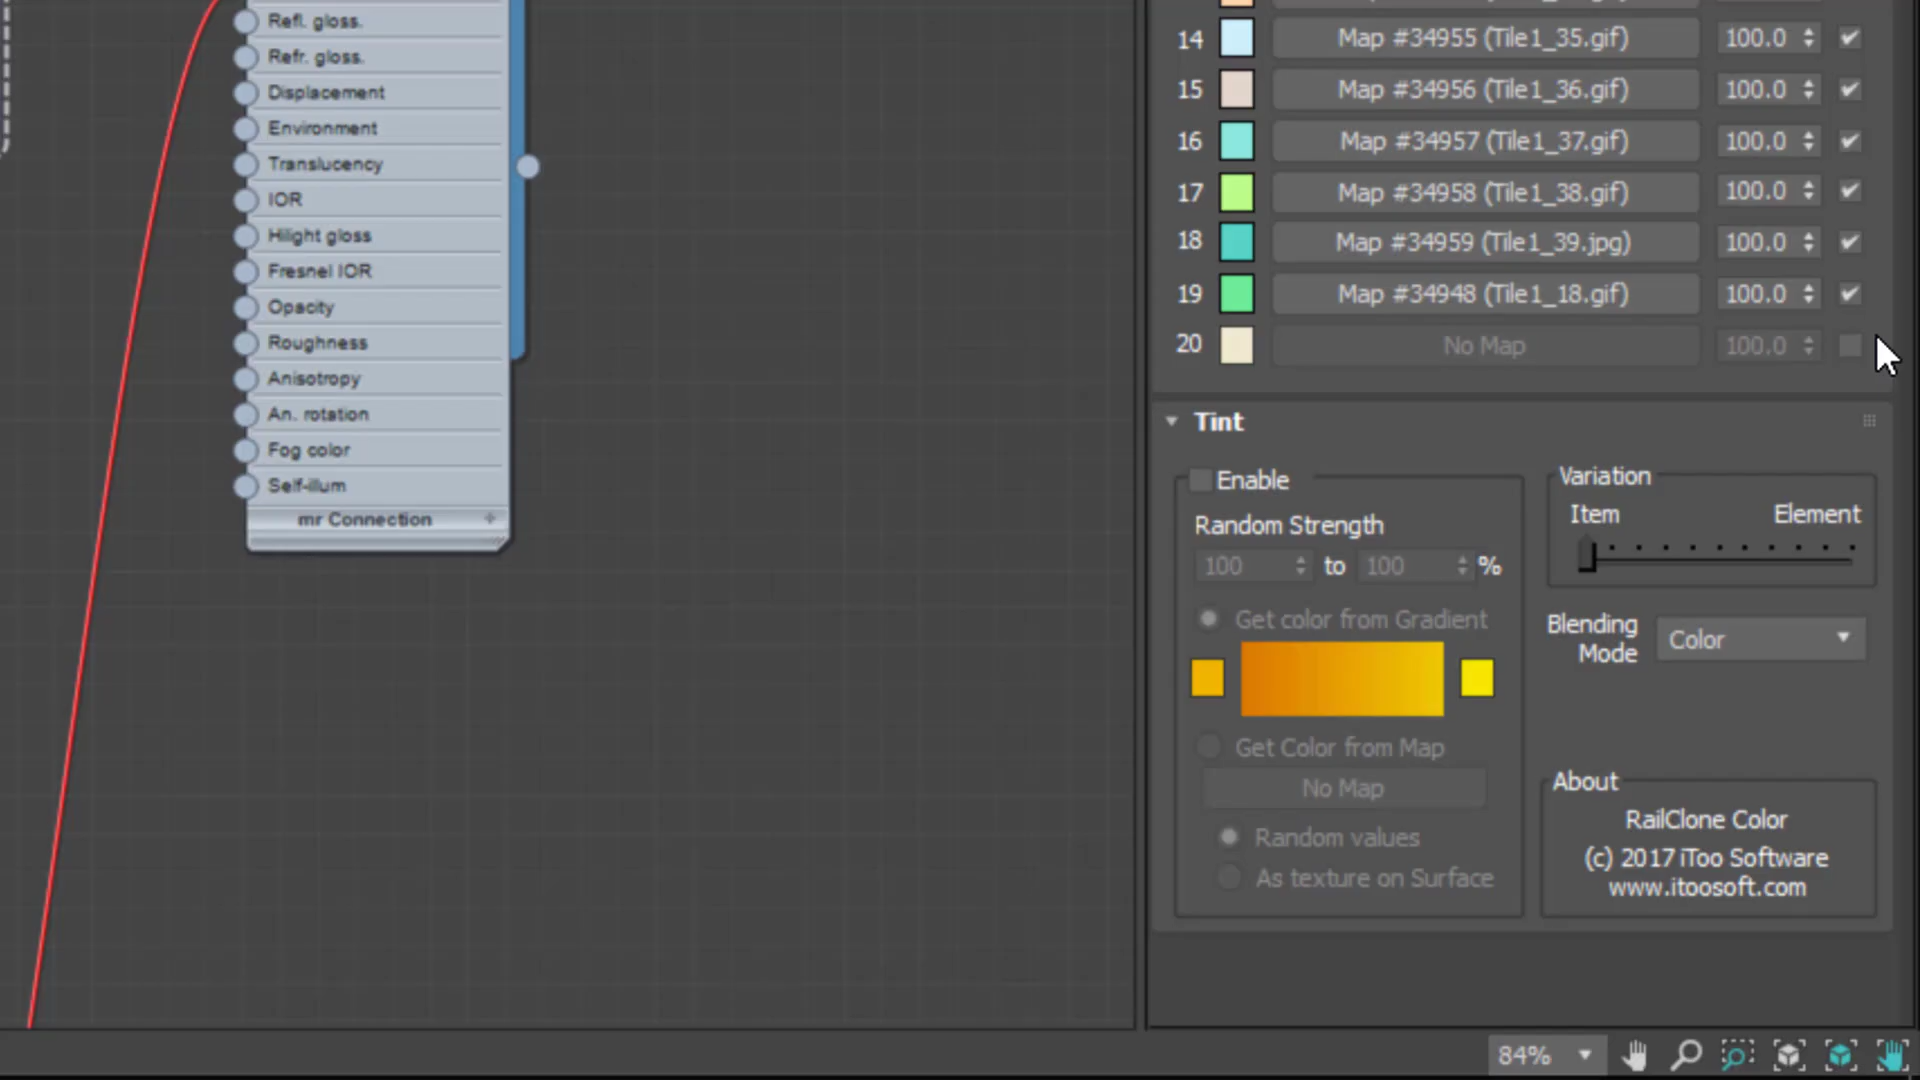 Refl. gloss.
Refr. gloss.
Displacement
Environment
Translucency
IOR
Hilight gloss
Fresnel IOR
Opacity
Roughness
Anisotropy
An. rotation
Fog color
Self-illum
mr Connection +
14 Map #34955 (Tile1_35.gif) 100.0
15 Map #34956 (Tile1_36.gif) 100.0
16 Map #34957 (Tile1_37.gif) 100.0
17 Map #34958 (Tile1_38.gif) 100.0
18 Map #34959 (Tile1_39.jpg) 100.0
19 Map #34948 (Tile1_18.gif) 100.0
20 No Map 100.0
Tint
Enable
Random Strength
100 to 100 %
Get color from Gradient
Get Color from Map
No Map
Random values
As texture on Surface
Variation
Item Element
Blending
Mode
Color
About
RailClone Color
(c) 2017 iToo Software
www.itoosoft.com
84%